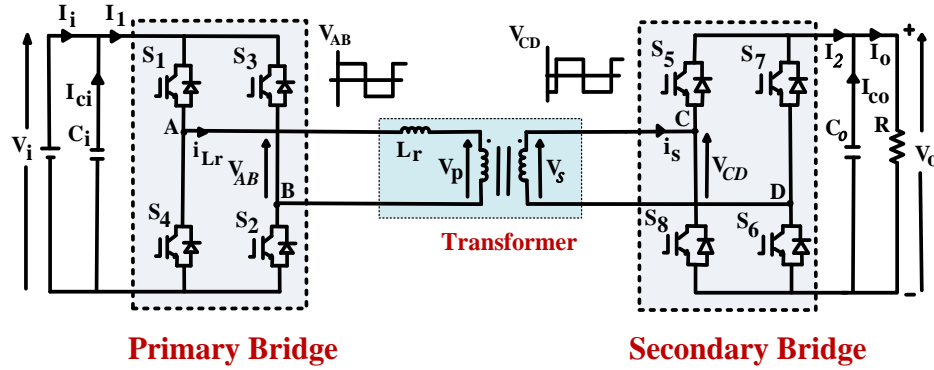 I_i
I_1
S_1
S_3
V_AB
V_CD
S_5
S_7
I_2
I_o
+
I_ci
C_i
V_i
A
i_Lr
V_AB
B
L_r
V_p
V_s
i_s
C
V_CD
D
I_co
C_o
R
V_o
S_4
S_2
Transformer
S_8
S_6
-
Primary Bridge
Secondary Bridge